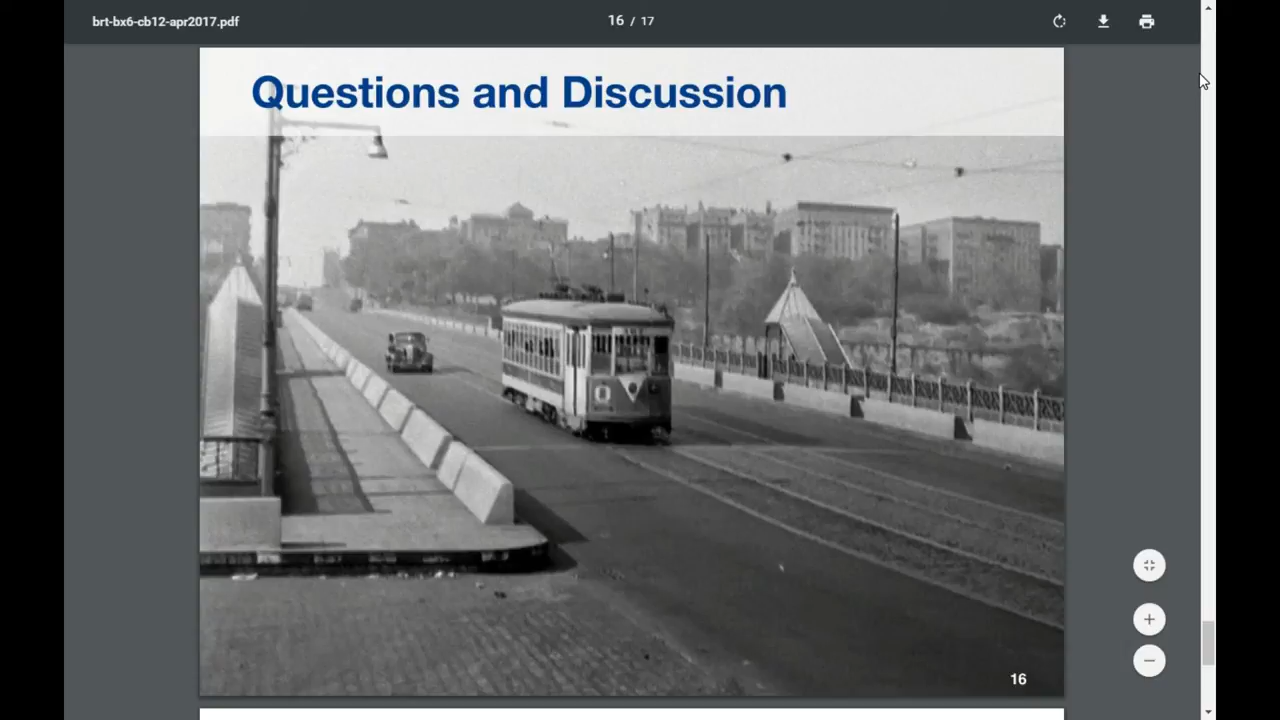 brt-bx6-cb12-apr2017.pdf
16 / 17
Questions and Discussion
Q
16